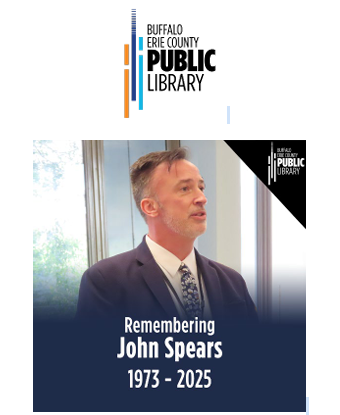 BUFFALO
ERIE COUNTY
PUBLIC
LIBRARY
BUFFALO
ERIE COUNTY
PUBLIC
LIBRARY
Remembering
John Spears
1973 - 2025